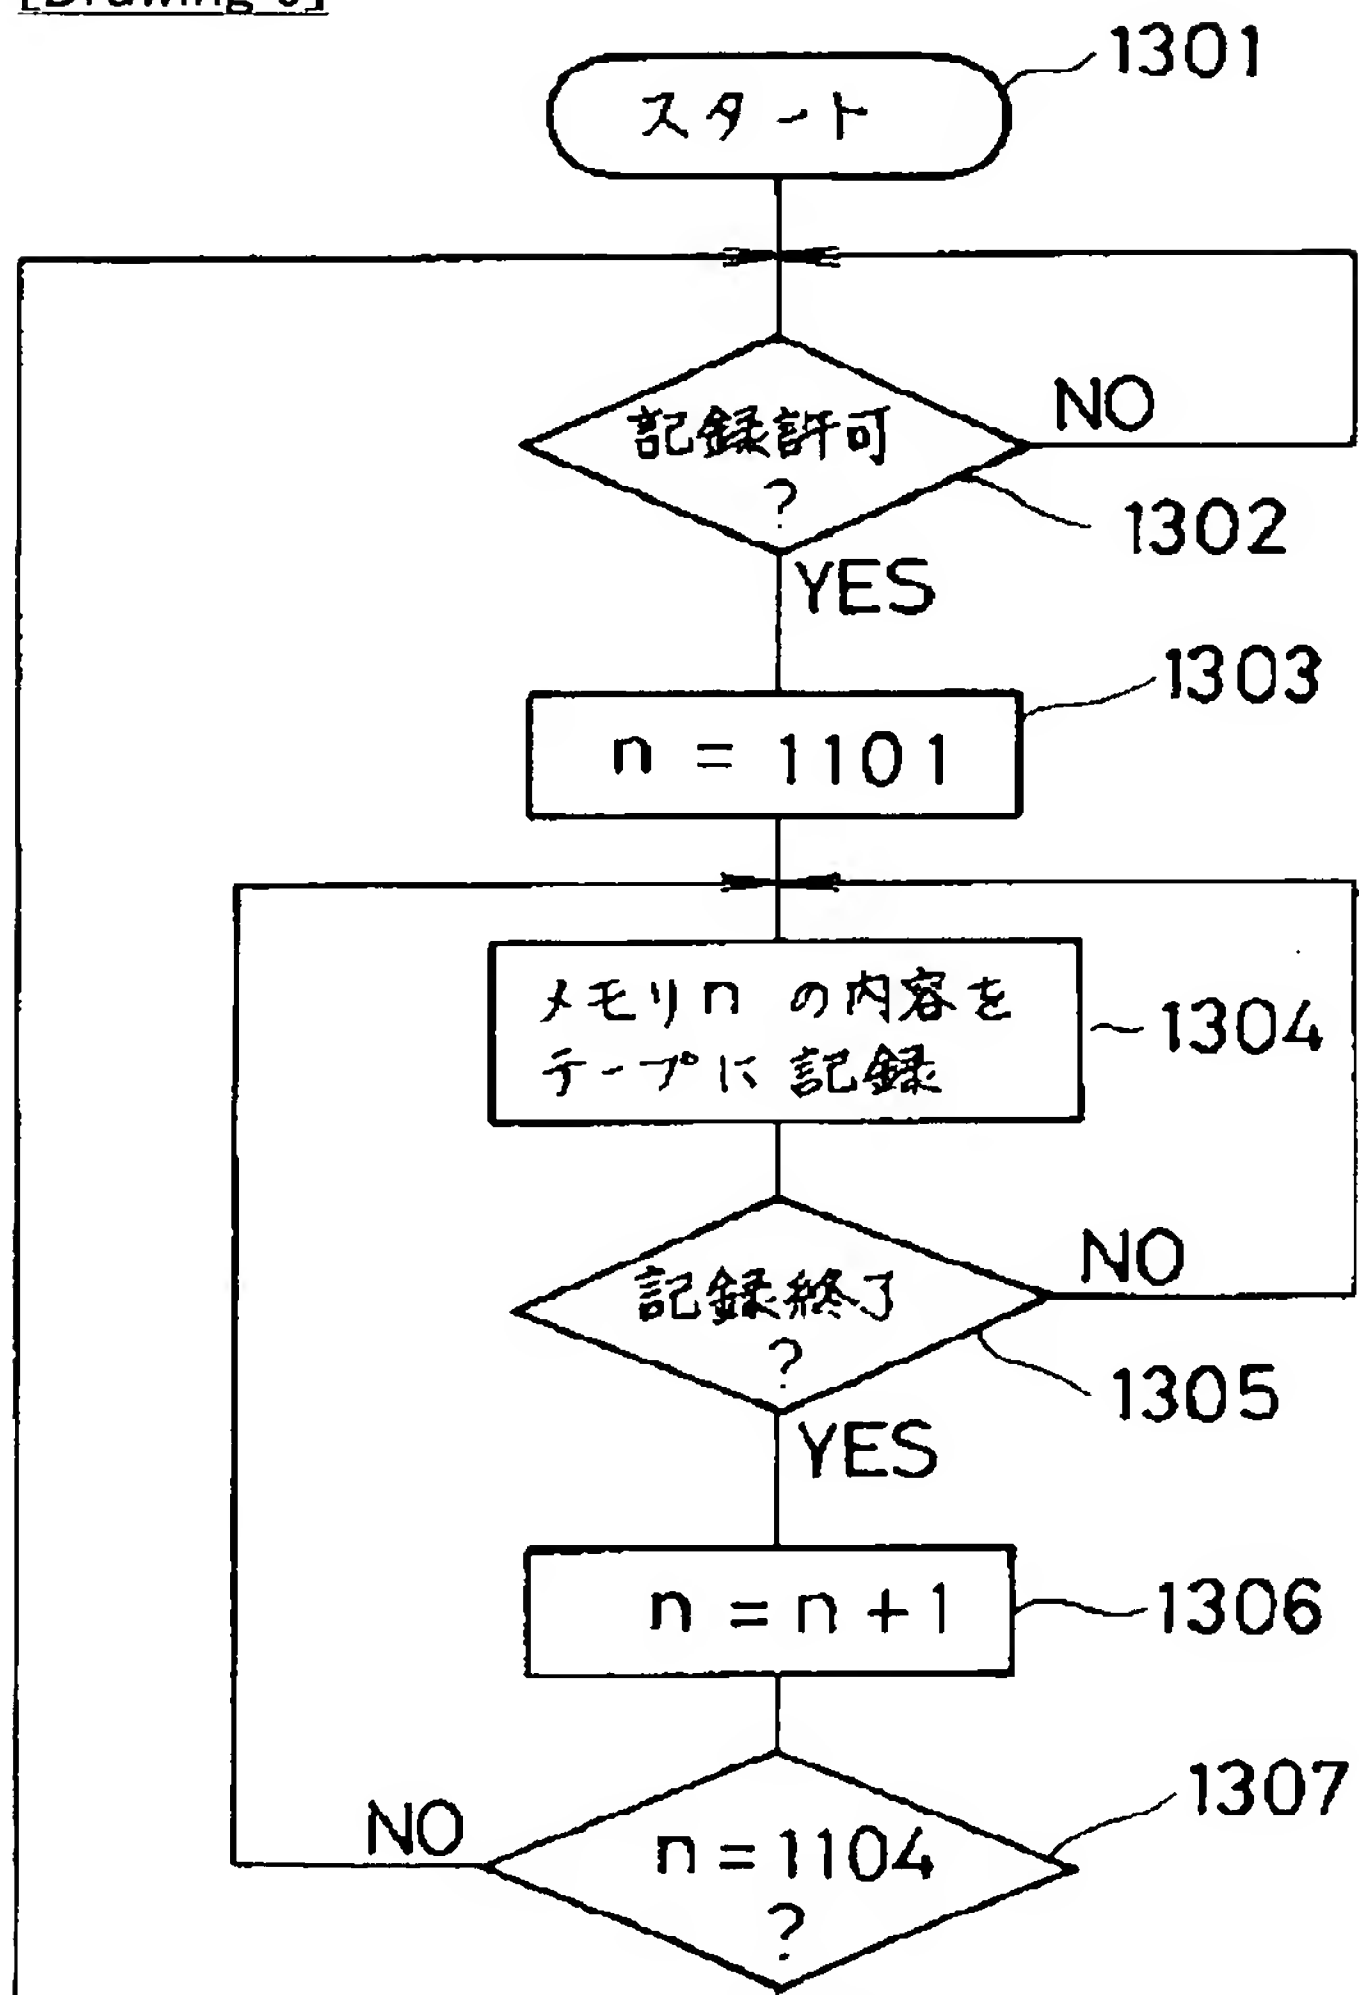 スタート
1301
記録許可
?
NO
1302
YES
1303
n = 1101
メモリn の内容を
テープに 記録
1304
記録終了
?
NO
1305
YES
n = n + 1
1306
1307
NO
n = 1104
?